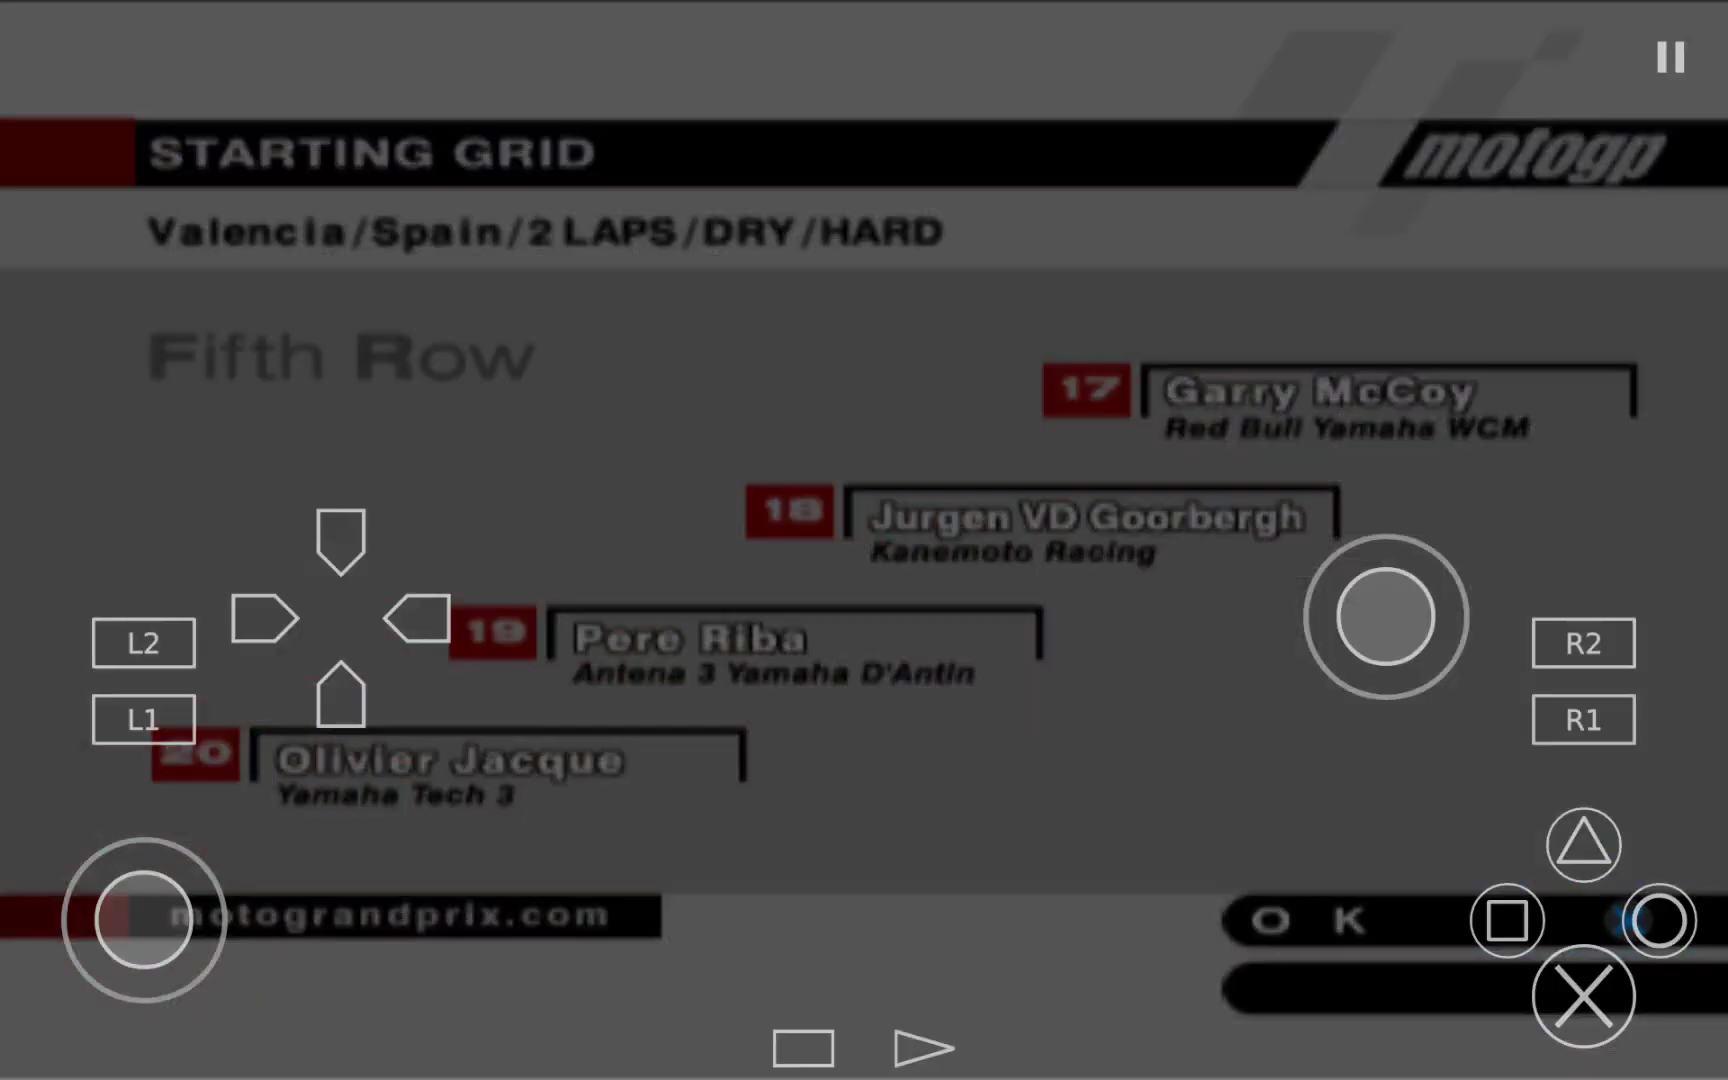 STARTING GRID
motogp
Valencia/Spain/2 LAPS/DRY/HARD
Fifth Row
17 Garry McCoy
Red Bull Yamaha WCM
18 Jurgen VD Goorbergh
Kanemoto Racing
19 Pere Riba
Antena 3 Yamaha D'Antin
20 Olivier Jacque
Yamaha Tech 3
L2
L1
R2
R1
motograndprix.com
OK